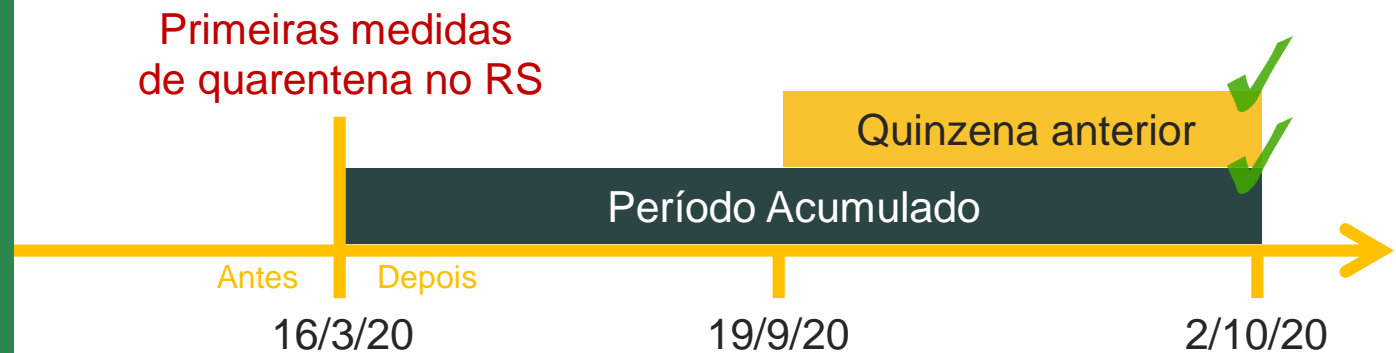 Primeiras medidas
de quarentena no RS
Quinzena anterior
Período Acumulado
Antes
Depois
16/3/20
19/9/20
2/10/20